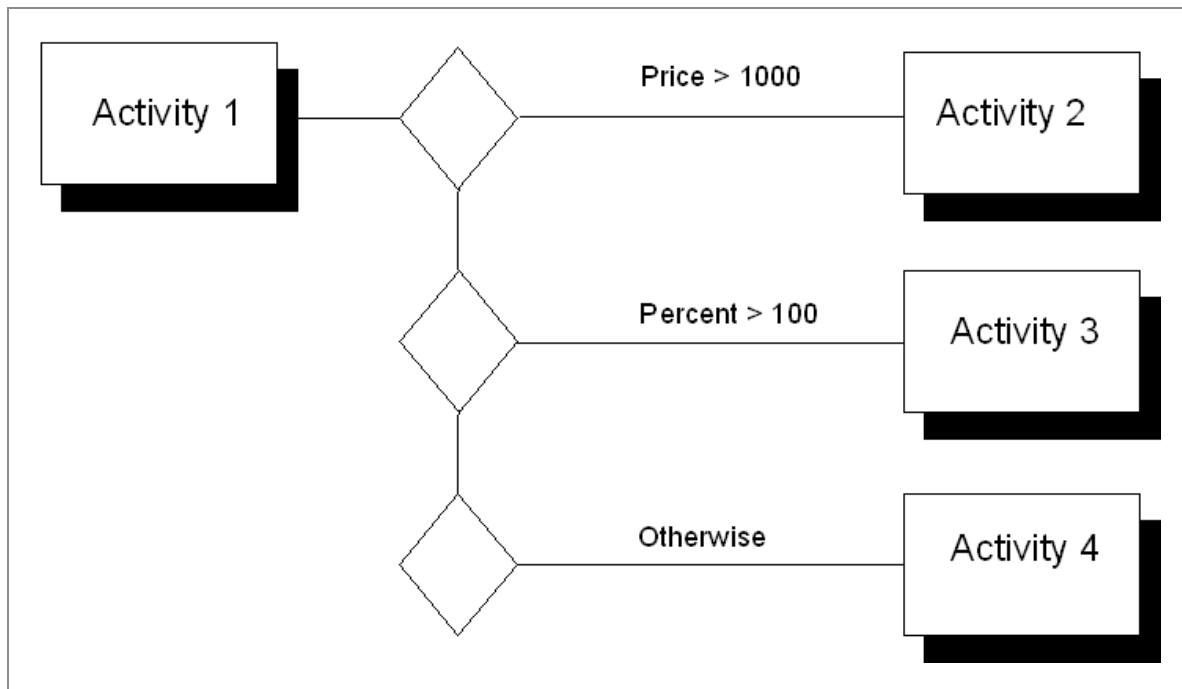 Activity 1
Price > 1000
Activity 2
Percent > 100
Activity 3
Otherwise
Activity 4